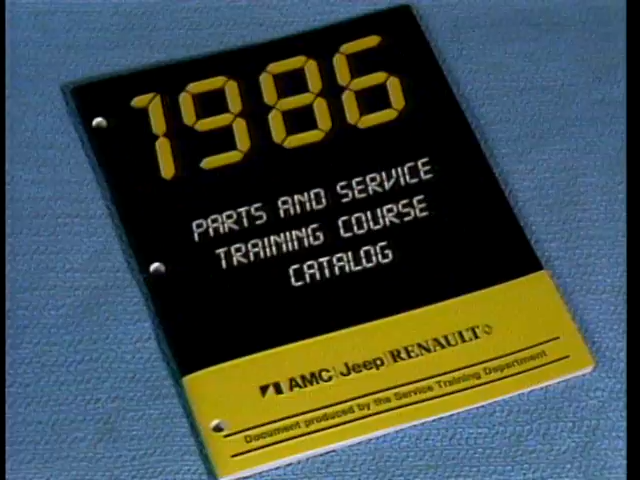 1986
PARTS AND SERVICE
TRAINING COURSE
CATALOG
AMC Jeep RENAULT
Document produced by the Service Training Department